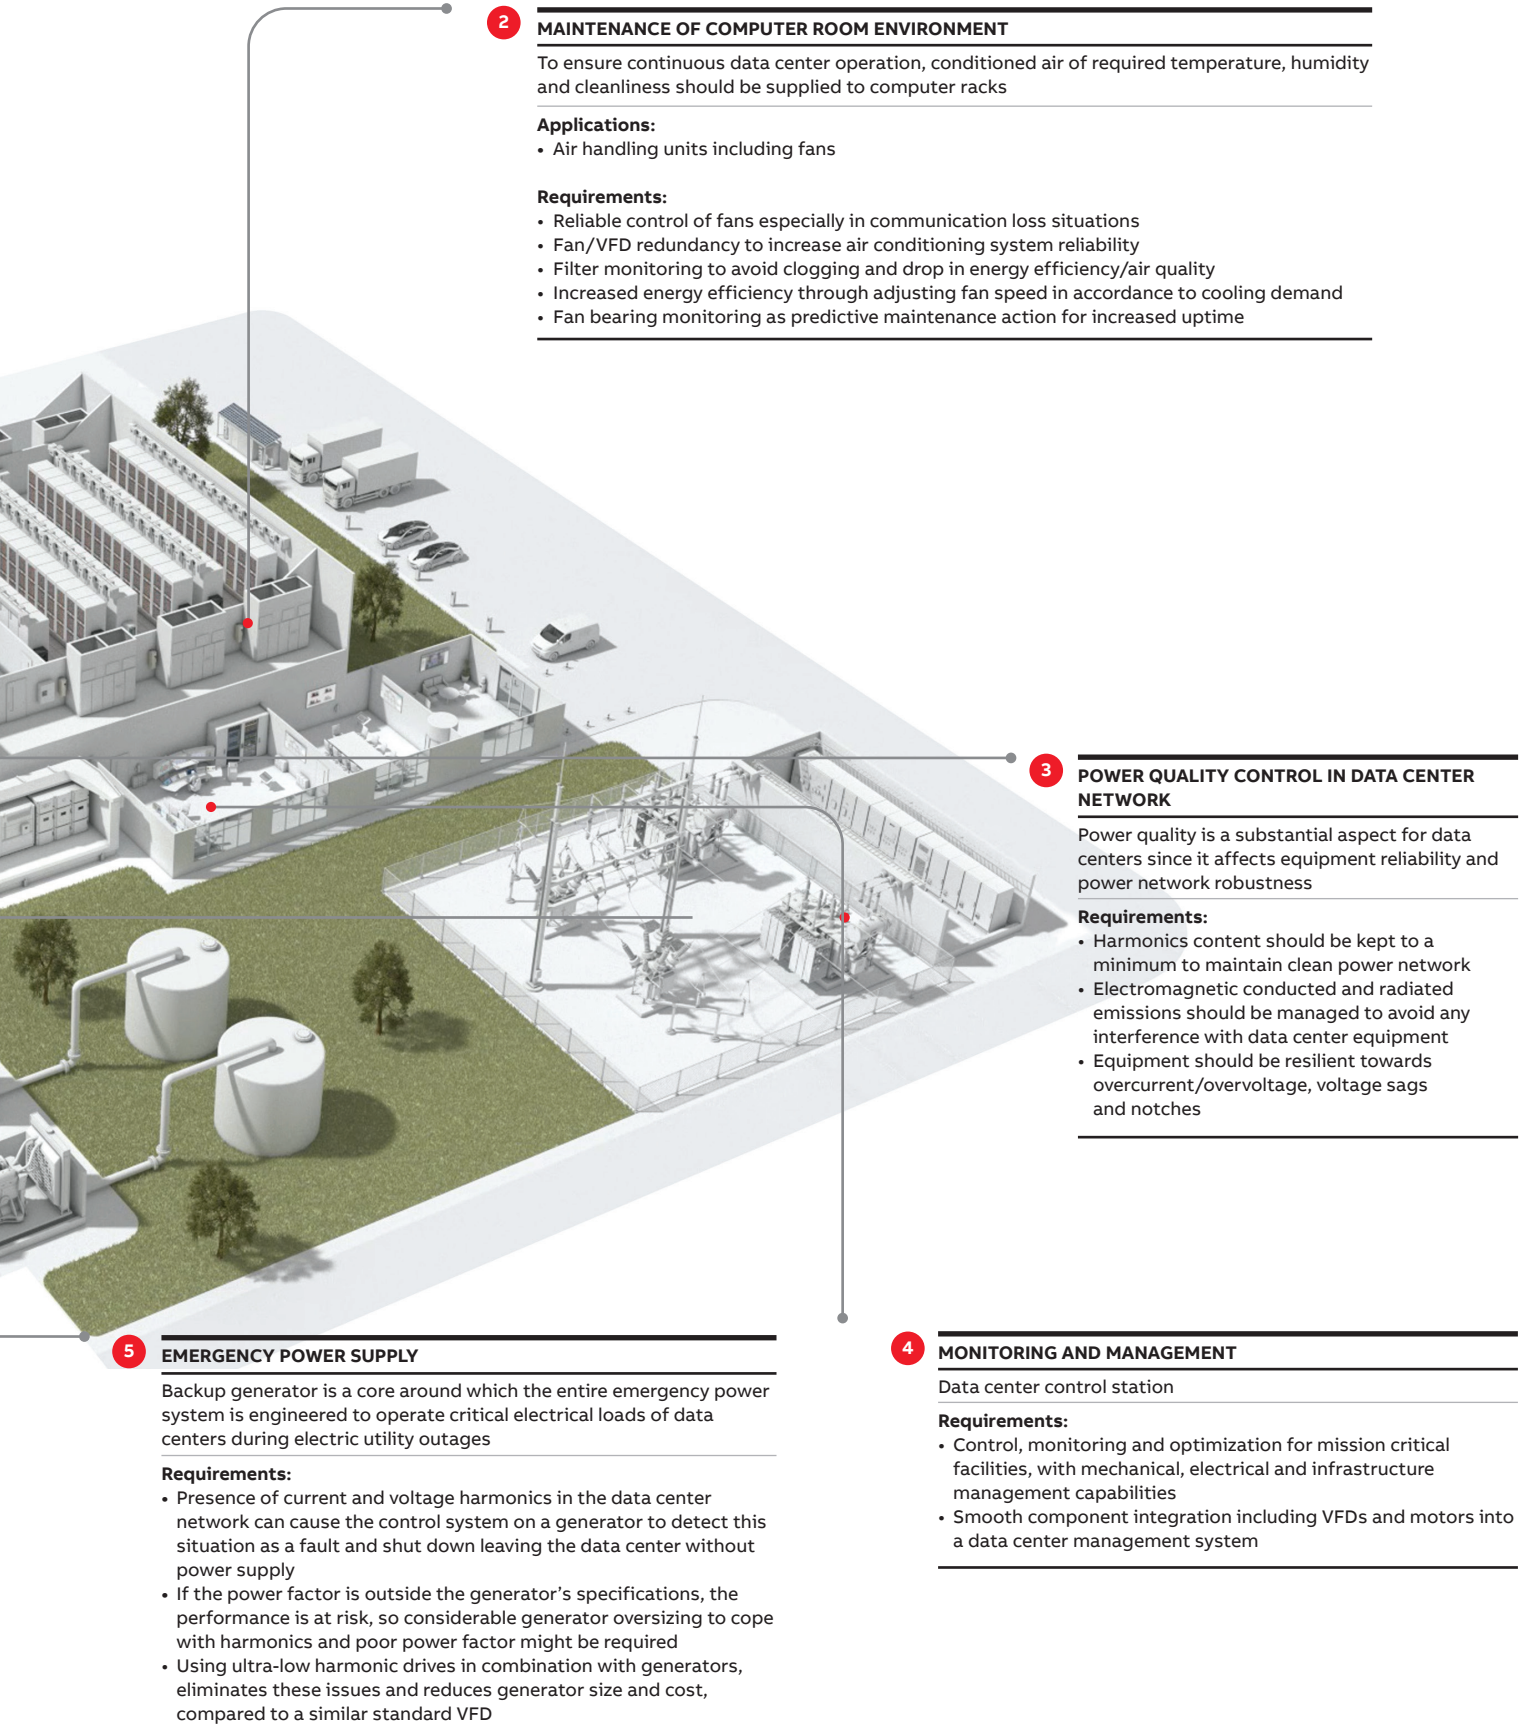 2
MAINTENANCE OF COMPUTER ROOM ENVIRONMENT
To ensure continuous data center operation, conditioned air of required temperature, humidity
and cleanliness should be supplied to computer racks
Applications:
• Air handling units including fans
Requirements:
• Reliable control of fans especially in communication loss situations
• Fan/VFD redundancy to increase air conditioning system reliability
• Filter monitoring to avoid clogging and drop in energy efficiency/air quality
• Increased energy efficiency through adjusting fan speed in accordance to cooling demand
• Fan bearing monitoring as predictive maintenance action for increased uptime
3
POWER QUALITY CONTROL IN DATA CENTER
NETWORK
Power quality is a substantial aspect for data
centers since it affects equipment reliability and
power network robustness
Requirements:
• Harmonics content should be kept to a
minimum to maintain clean power network
• Electromagnetic conducted and radiated
emissions should be managed to avoid any
interference with data center equipment
• Equipment should be resilient towards
overcurrent/overvoltage, voltage sags
and notches
5
EMERGENCY POWER SUPPLY
Backup generator is a core around which the entire emergency power
system is engineered to operate critical electrical loads of data
centers during electric utility outages
Requirements:
• Presence of current and voltage harmonics in the data center
network can cause the control system on a generator to detect this
situation as a fault and shut down leaving the data center without
power supply
• If the power factor is outside the generator's specifications, the
performance is at risk, so considerable generator oversizing to cope
with harmonics and poor power factor might be required
• Using ultra-low harmonic drives in combination with generators,
eliminates these issues and reduces generator size and cost,
compared to a similar standard VFD
4
MONITORING AND MANAGEMENT
Data center control station
Requirements:
• Control, monitoring and optimization for mission critical
facilities, with mechanical, electrical and infrastructure
management capabilities
• Smooth component integration including VFDs and motors into
a data center management system